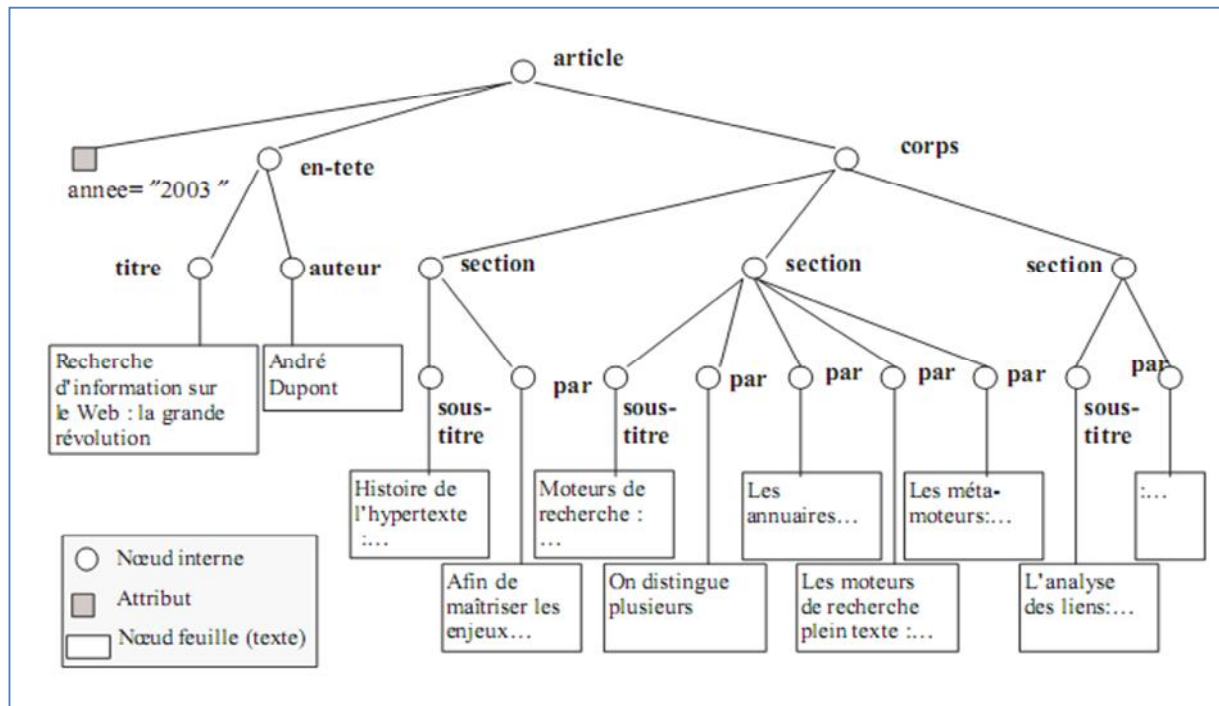 article
corps
en-tete
annee= "2003 "
titre
auteur
section
section
section
Recherche
d'information sur
le Web : la grande
révolution
André
Dupont
par
par
par
par
par
par
sous-
titre
sous-
titre
sous-
titre
Histoire de
l'hypertexte
:...
Moteurs de
recherche :
...
Les
annuaires...
Les méta-
moteurs:...
:...
Afin de
maîtriser les
enjeux...
On distingue
plusieurs
Les moteurs
de recherche
plein texte :...
L'analyse
des liens:...
Nœud interne
Attribut
Nœud feuille (texte)